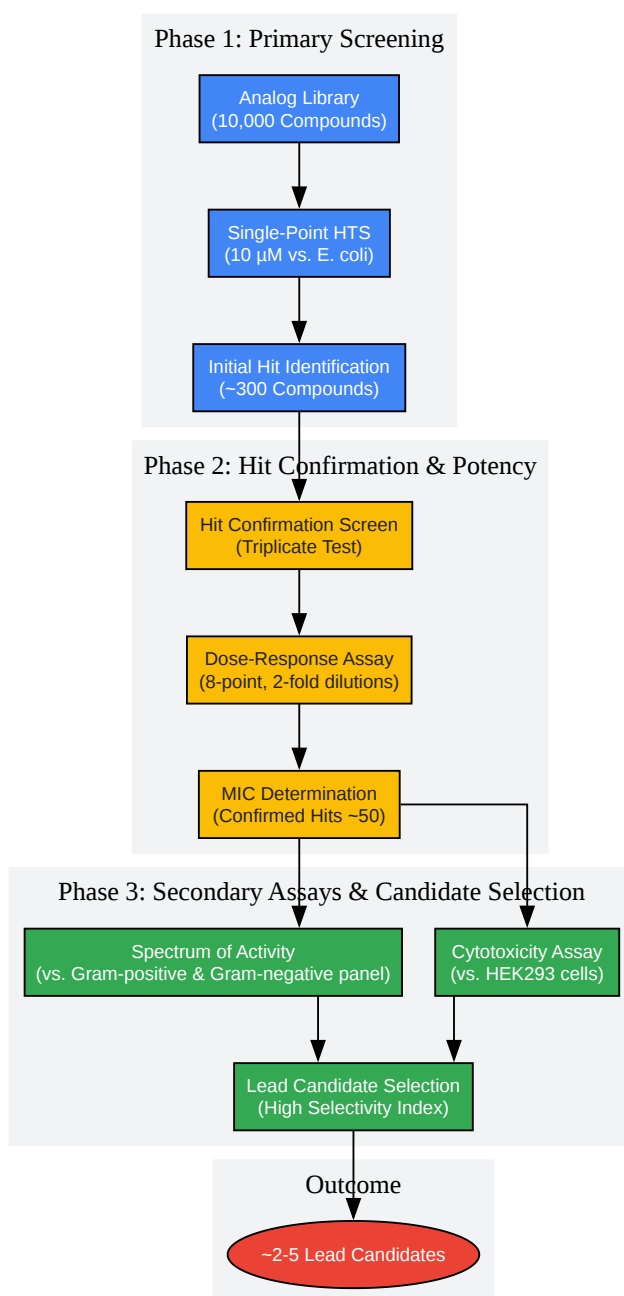 Phase 1: Primary Screening
Analog Library
(10,000 Compounds)
Single-Point HTS
(10 µM vs. E. coli)
Initial Hit Identification
(~300 Compounds)
Phase 2: Hit Confirmation & Potency
Hit Confirmation Screen
(Triplicate Test)
Dose-Response Assay
(8-point, 2-fold dilutions)
MIC Determination
(Confirmed Hits ~50)
Phase 3: Secondary Assays & Candidate Selection
Spectrum of Activity
(vs. Gram-positive & Gram-negative panel)
Cytotoxicity Assay
(vs. HEK293 cells)
Lead Candidate Selection
(High Selectivity Index)
Outcome
~2-5 Lead Candidates